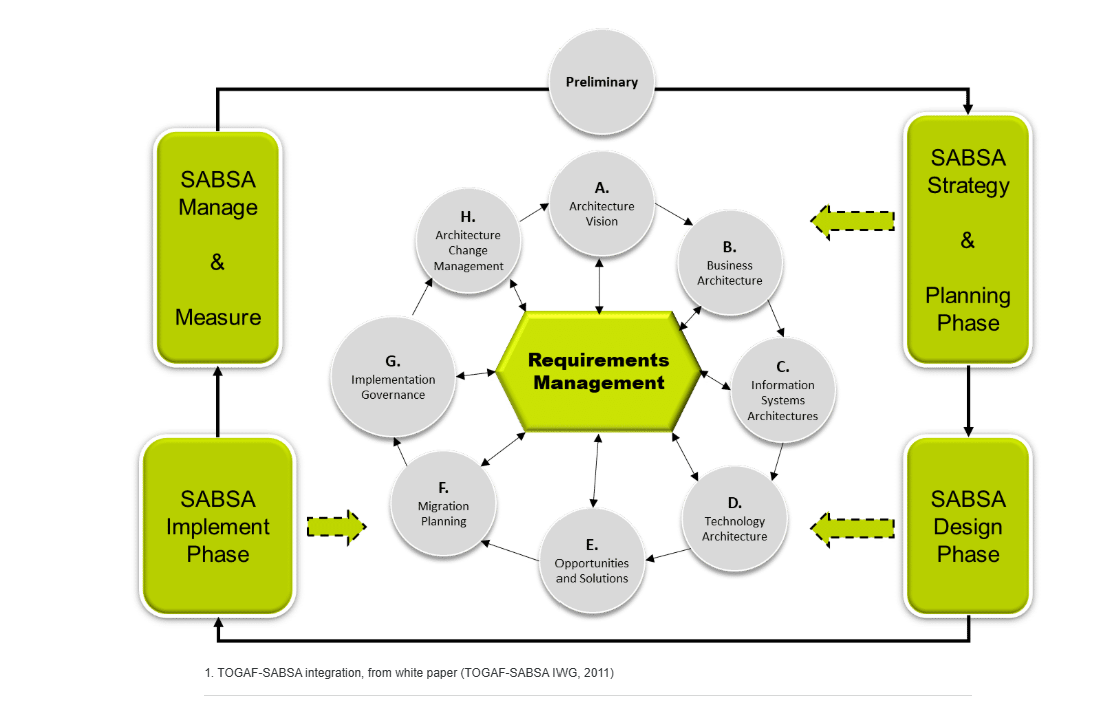 Preliminary
SABSA
Manage
&
Measure
SABSA
Strategy
&
Planning
Phase
A.
Architecture
Vision
B.
Business
Architecture
C.
Information
Systems
Architectures
D.
Technology
Architecture
E.
Opportunities
and Solutions
F.
Migration
Planning
G.
Implementation
Governance
H.
Architecture
Change
Management
Requirements
Management
SABSA
Implement
Phase
SABSA
Design
Phase
1. TOGAF-SABSA integration, from white paper (TOGAF-SABSA IWG, 2011)